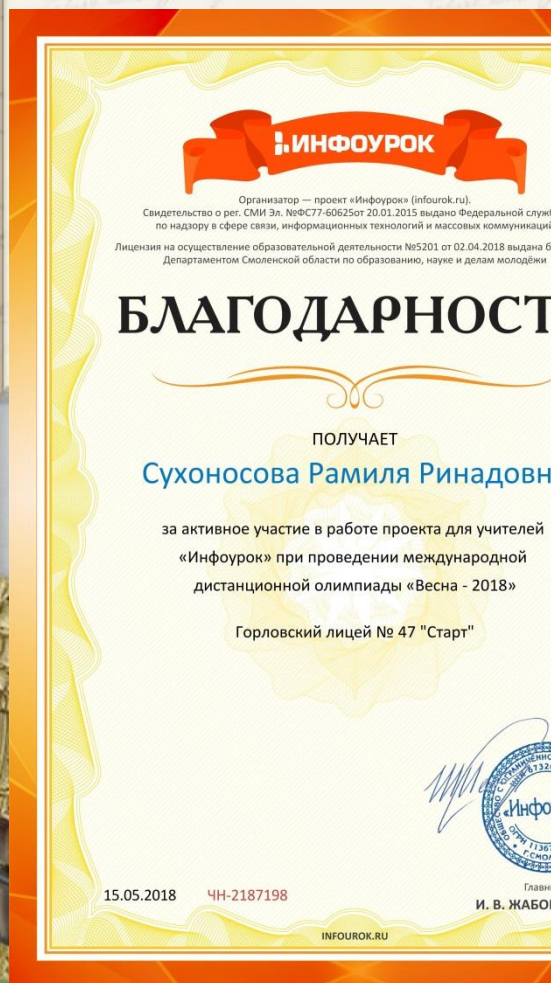 ИНФОУРОК
Организатор — проект «Инфоурок» (infourok.ru).
Свидетельство о рег. СМИ Эл. №ФС77-60625от 20.01.2015 выдано Федеральной служб
по надзору в сфере связи, информационных технологий и массовых коммуникаций
Лицензия на осуществление образовательной деятельности №5201 от 02.04.2018 выдана б
Департаментом Смоленской области по образованию, науке и делам молодёжи
БЛАГОДАРНОСТ
ПОЛУЧАЕТ
Сухоносова Рамиля Ринадовн
за активное участие в работе проекта для учителей
«Инфоурок» при проведении международной
дистанционной олимпиады «Весна - 2018»
Горловский лицей № 47 "Старт"
«Инфо
15.05.2018 ЧН-2187198
Главн
И. В. ЖАБО
INFOUROK.RU